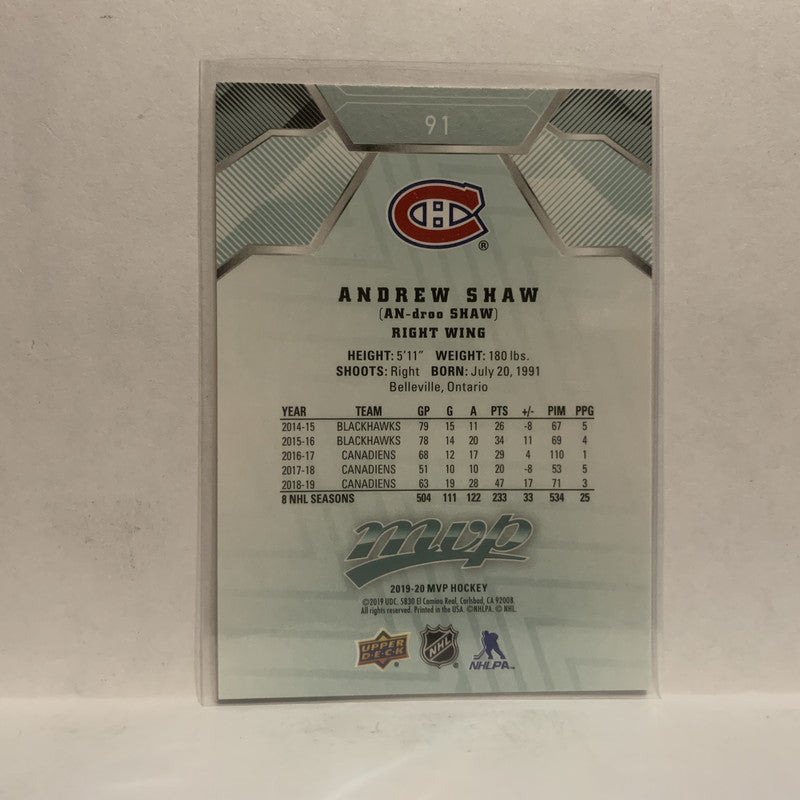 91
CH
®
ANDREW SHAW
(AN-droo SHAW)
RIGHT WING
HEIGHT: 5'11" WEIGHT: 180 lbs.
SHOOTS: Right BORN: July 20, 1991
Belleville, Ontario
YEAR TEAM GP G A PTS +/- PIM PPG
2014-15 BLACKHAWKS 79 15 11 26 -8 67 5
2015-16 BLACKHAWKS 78 14 20 34 11 69 4
2016-17 CANADIENS 68 12 17 29 4 110 1
2017-18 CANADIENS 51 10 10 20 -8 53 5
2018-19 CANADIENS 63 19 28 47 17 71 3
8 NHL SEASONS 504 111 122 233 33 534 25
mvp
2019-20 MVP HOCKEY
©2019 UDC. 5830 El Camino Real, Carlsbad, CA 92008.
All rights reserved. Printed in the USA. ©NHLPA. © NHL.
UPPER DECK NHL NHLPA